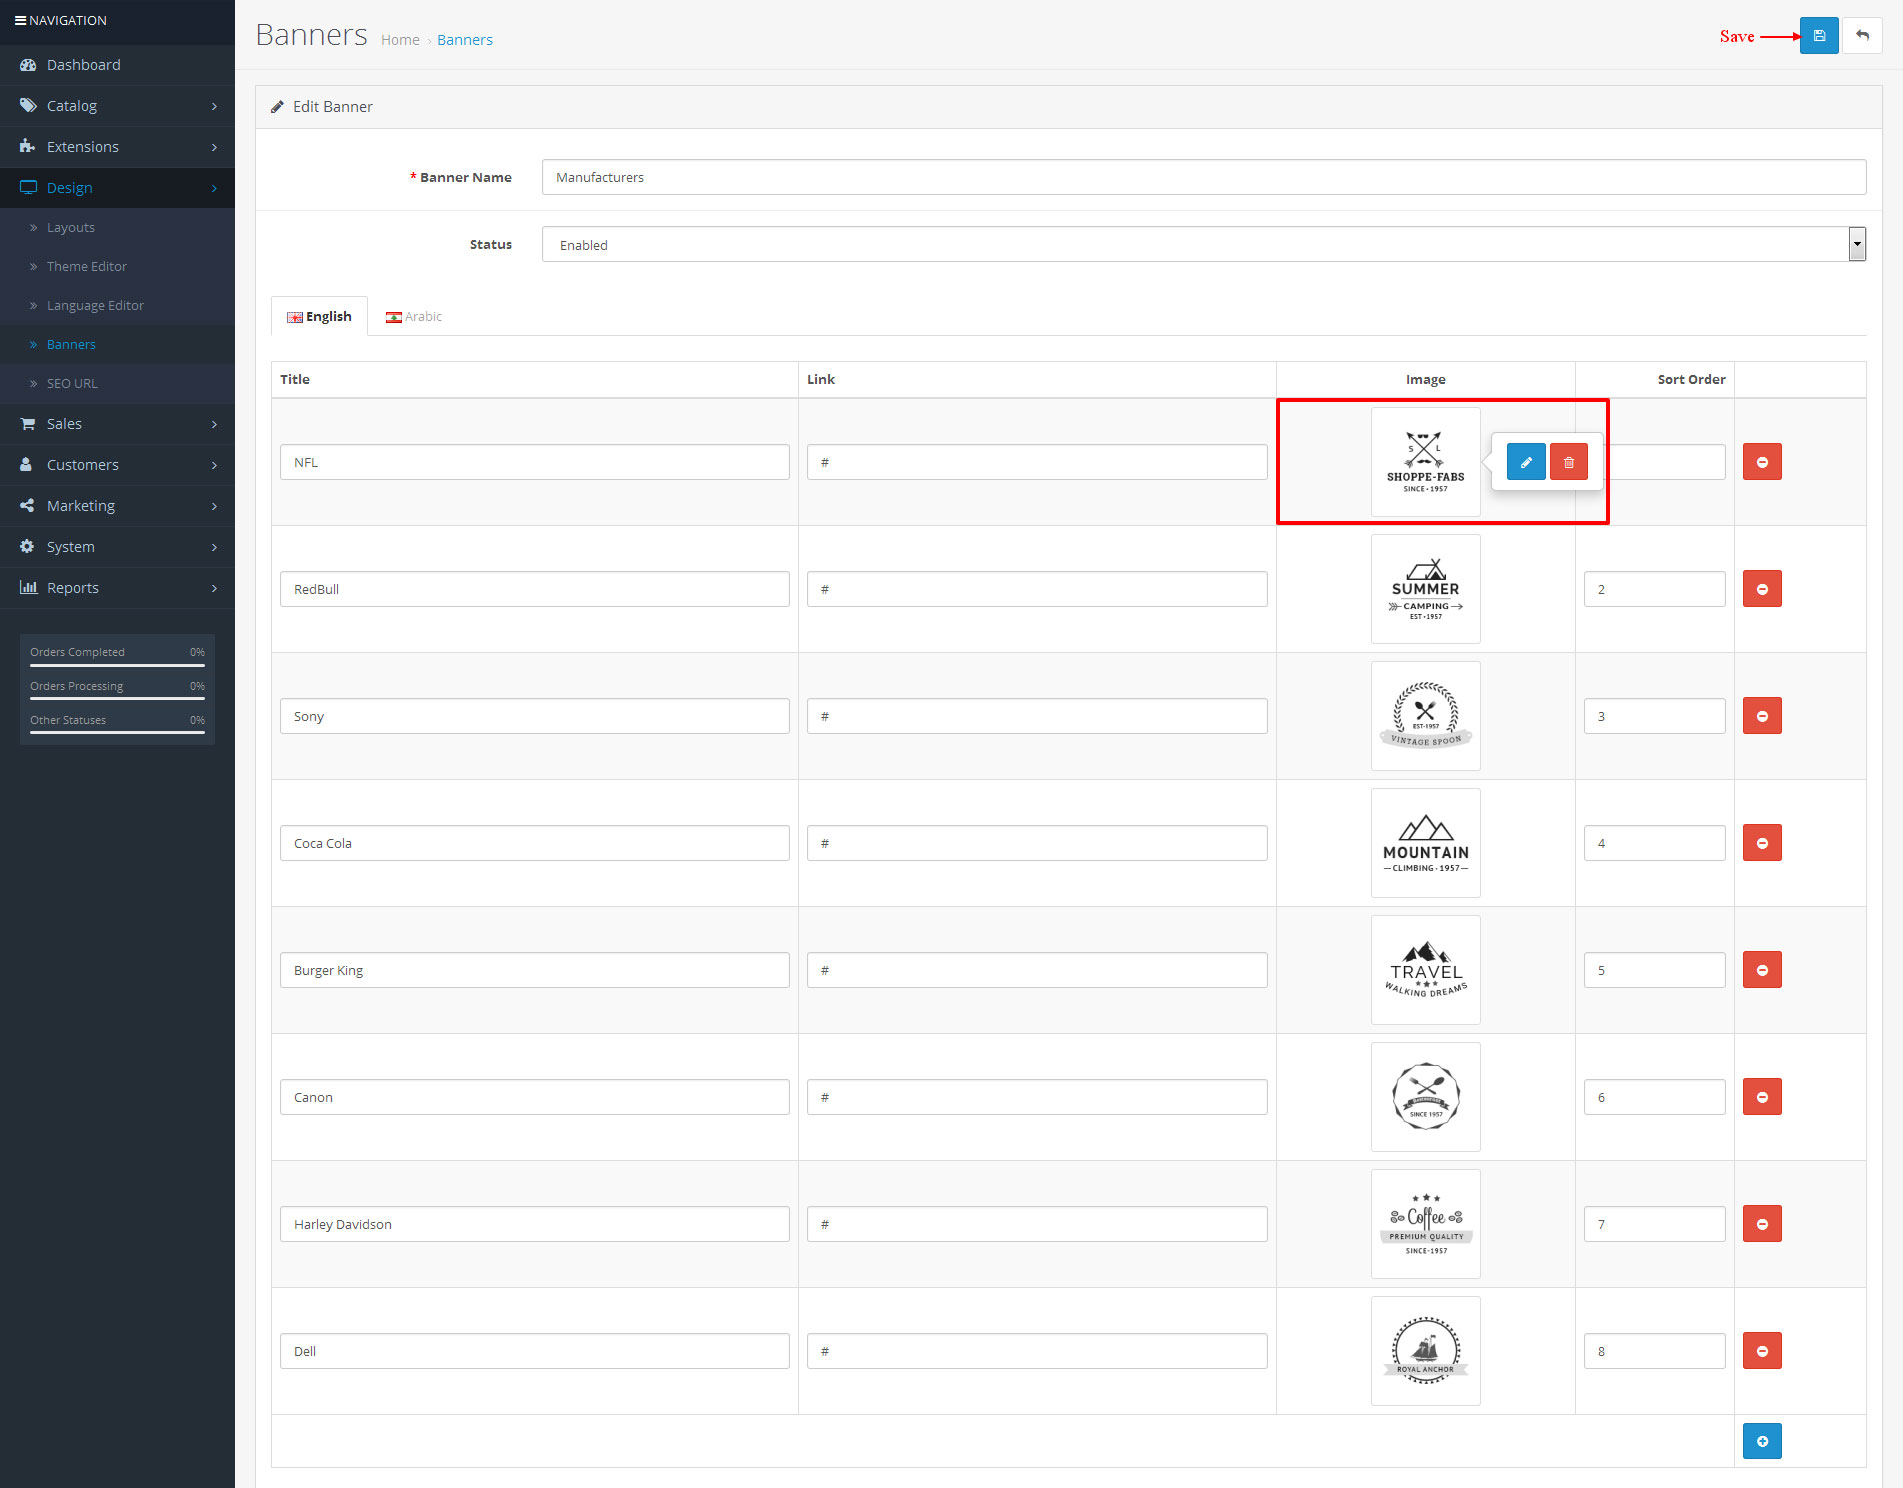 NAVIGATION
Dashboard
Catalog
Extensions
Design
Layouts
Theme Editor
Language Editor
Banners
SEO URL
Sales
Customers
Marketing
System
Reports
Orders Completed 0%
Orders Processing 0%
Other Statuses 0%
Banners Home › Banners
Save
Edit Banner
* Banner Name Manufacturers
Status Enabled
English Arabic
Title Link Image Sort Order
NFL #
S L
SHOPPE-FABS
SINCE • 1957
RedBull # 2
SUMMER
CAMPING
EST • 1957
Sony # 3
EST-1957
VINTAGE SPOON
Coca Cola # 4
MOUNTAIN
CLIMBING • 1957
Burger King # 5
TRAVEL
WALKING DREAMS
Canon # 6
SINCE 1957
Harley Davidson # 7
Coffee
PREMIUM QUALITY
SINCE-1957
Dell # 8
ROYAL ANCHOR